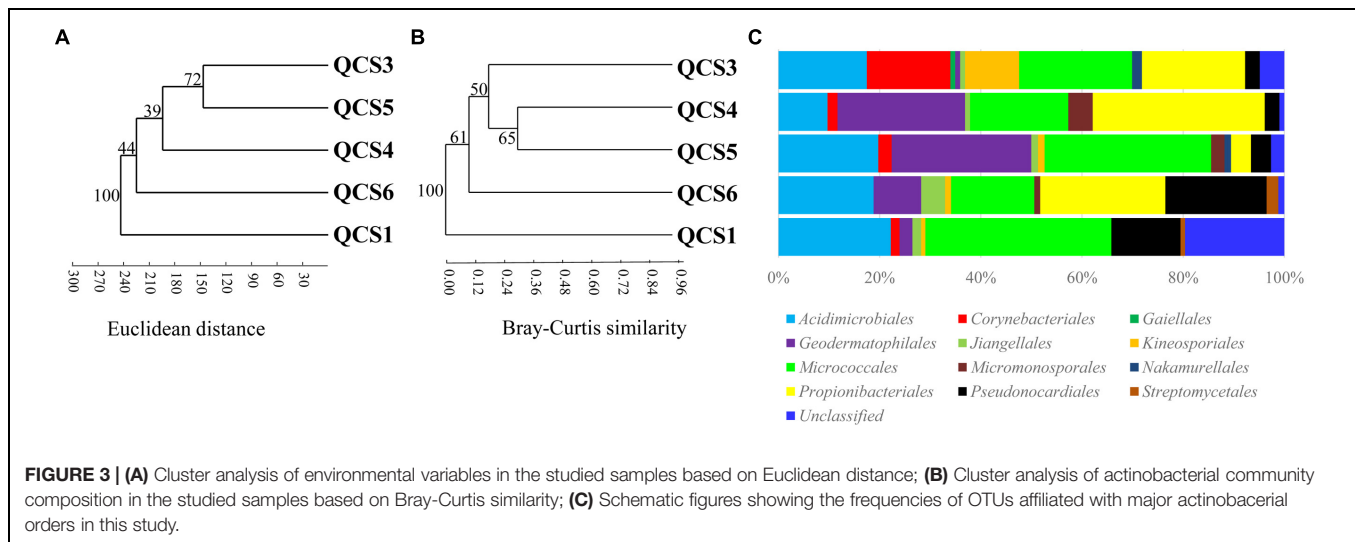 A
QCS3
QCS5
QCS4
QCS6
QCS1
72
39
44
100
300
270
240
210
180
150
120
90
60
30
Euclidean distance
B
QCS3
QCS4
QCS5
QCS6
QCS1
50
65
61
100
0.00
0.12
0.24
0.36
0.48
0.60
0.72
0.84
0.96
Bray-Curtis similarity
C
0% 20% 40% 60% 80% 100%
Acidimicrobiales Corynebacteriales Gaiellales
Geodermatophilales Jiangellales Kineosporiales
Micrococcales Micromonosporales Nakamurellales
Propionibacteriales Pseudonocardiales Streptomycetales
Unclassified
FIGURE 3 | (A) Cluster analysis of environmental variables in the studied samples based on Euclidean distance; (B) Cluster analysis of actinobacterial community
composition in the studied samples based on Bray-Curtis similarity; (C) Schematic figures showing the frequencies of OTUs affiliated with major actinobacerial
orders in this study.